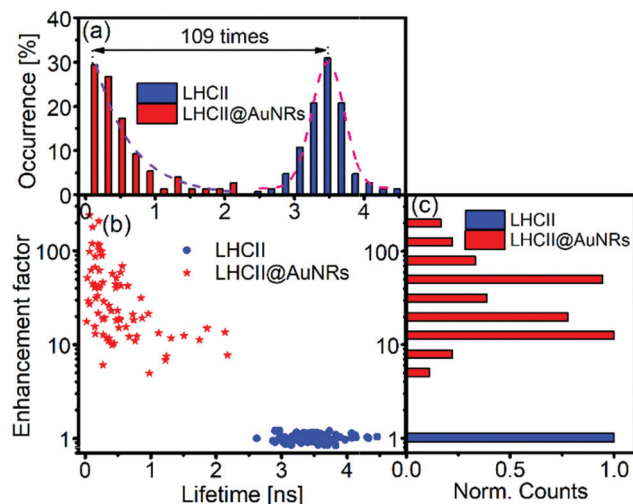 40
30
20
10
0
Occurrence [%]
(a)
109 times
LHCII
LHCII@AuNRs
0 1 2 3 4
(b)
LHCII
LHCII@AuNRs
100
10
1
Enhancement factor
0 1 2 3 4
Lifetime [ns]
(c)
LHCII
LHCII@AuNRs
100
10
1
0.0 0.5 1.0
Norm. Counts